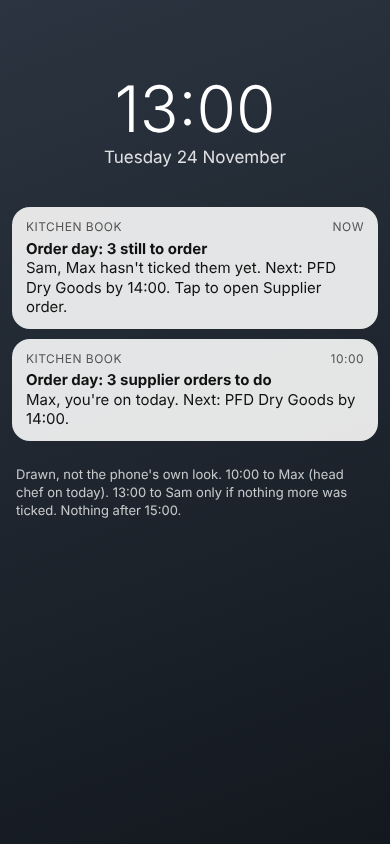 13:00
Tuesday 24 November
KITCHEN BOOK NOW
Order day: 3 still to order
Sam, Max hasn't ticked them yet. Next: PFD
Dry Goods by 14:00. Tap to open Supplier
order.
KITCHEN BOOK 10:00
Order day: 3 supplier orders to do
Max, you're on today. Next: PFD Dry Goods by
14:00.
Drawn, not the phone's own look. 10:00 to Max (head
chef on today). 13:00 to Sam only if nothing more was
ticked. Nothing after 15:00.